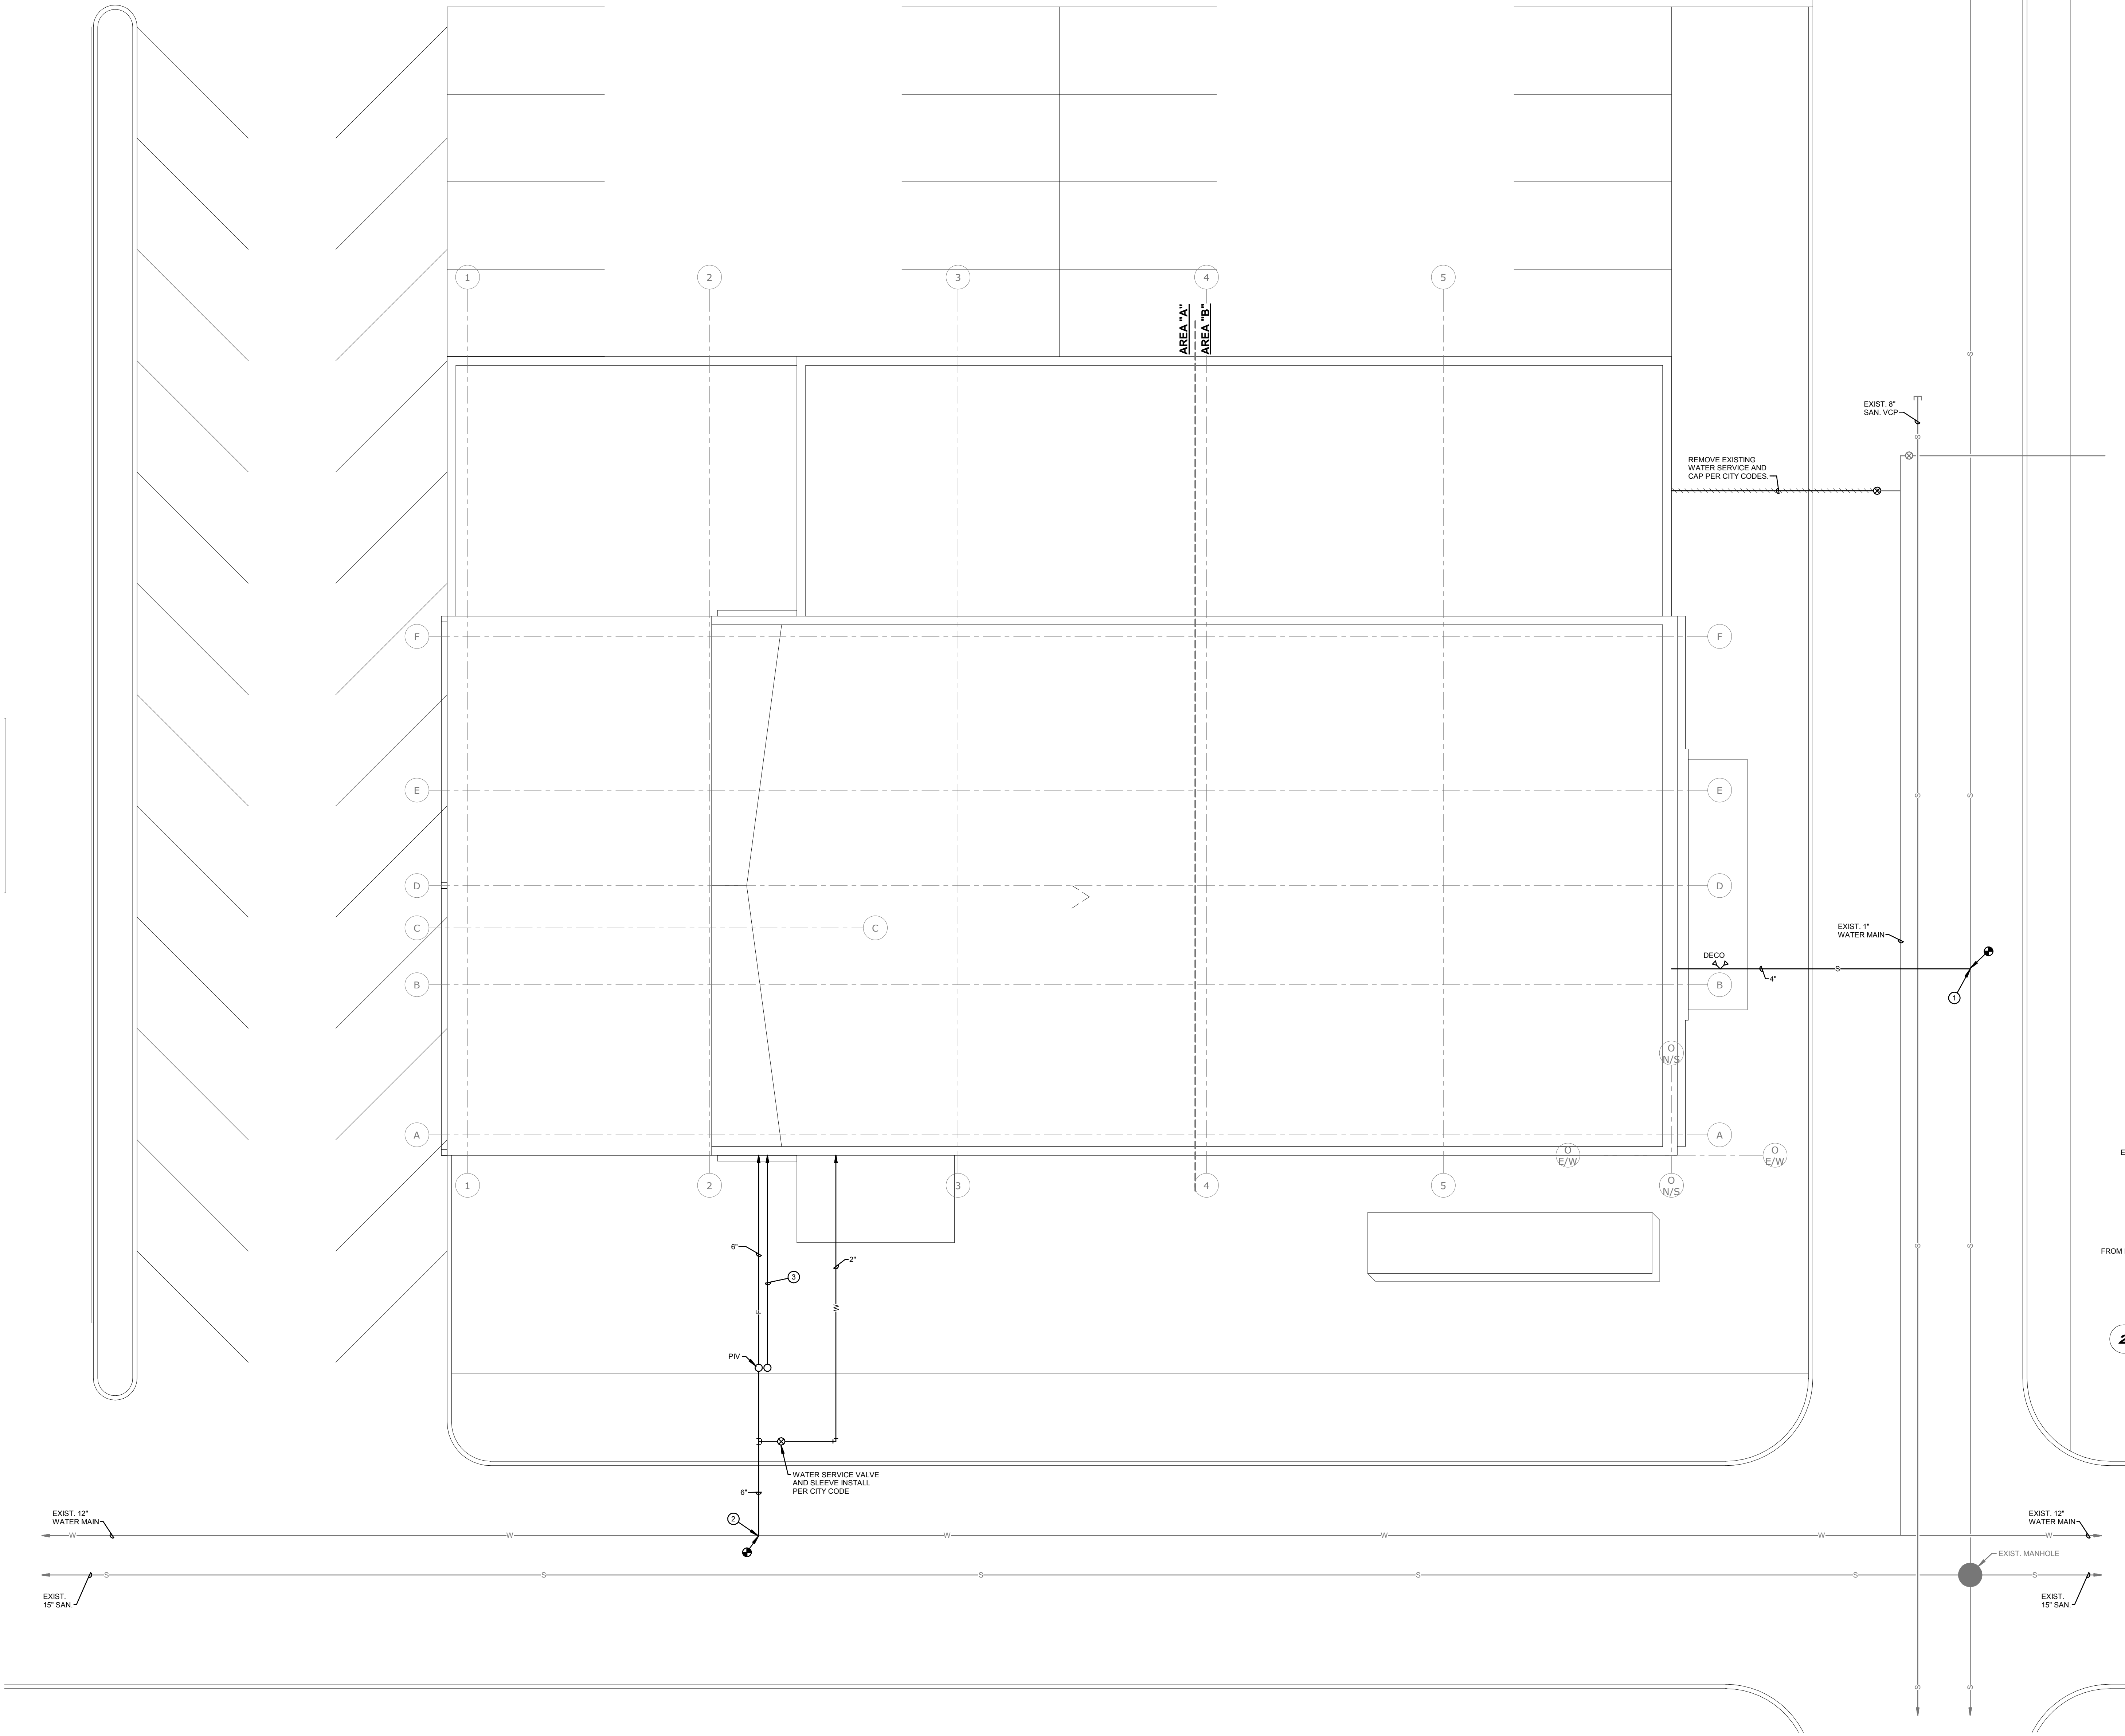 1
2
3
4
5
AREA "A"
AREA "B"
S
EXIST. 8"
SAN. VCP
S
REMOVE EXISTING
WATER SERVICE AND
CAP PER CITY CODES.
F
F
E
E
S
S
D
D
C
C
EXIST. 1"
WATER MAIN
DECO
S
4"
B
B
1
O
N/S
A
A
O
E/W
O
E/W
1
2
3
4
5
O
N/S
E
6"
2"
S
S
FROM
3
F
W
2
PIV
WATER SERVICE VALVE
AND SLEEVE INSTALL
PER CITY CODE
6"
EXIST. 12"
WATER MAIN
2
EXIST. 12"
WATER MAIN
W
W
W
W
W
W
EXIST. MANHOLE
S
S
S
S
S
S
EXIST.
15" SAN.
EXIST.
15" SAN.
S
S